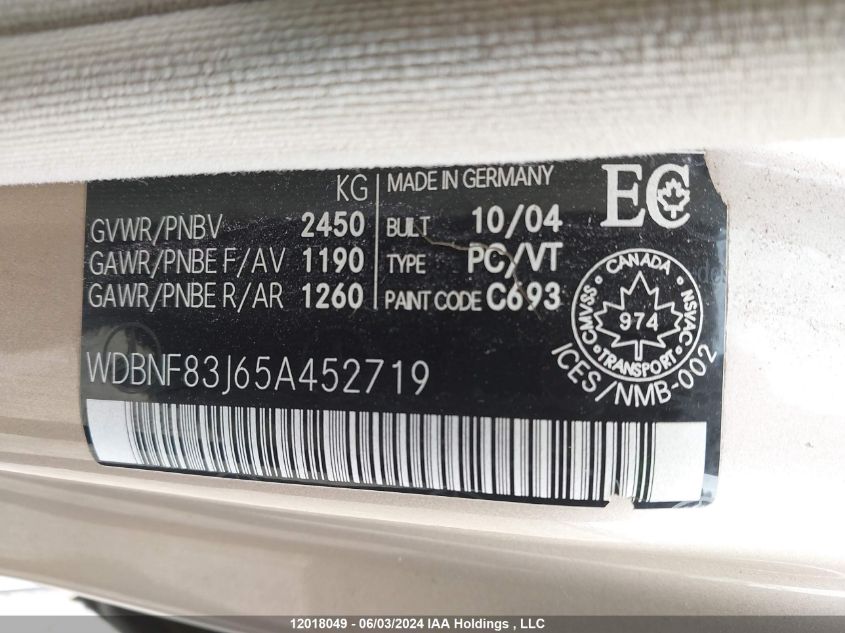 KG
GVWR/PNBV 2450
GAWR/PNBE F/AV 1190
GAWR/PNBE R/AR 1260
MADE IN GERMANY
BUILT 10/04
TYPE PC/VT
PAINT CODE C693
EC
CANADA
CMVSS NSVAC
974
TRANSPORT
ICES/NMB-002
WDBNF83J65A452719
12018049 - 06/03/2024 IAA Holdings , LLC